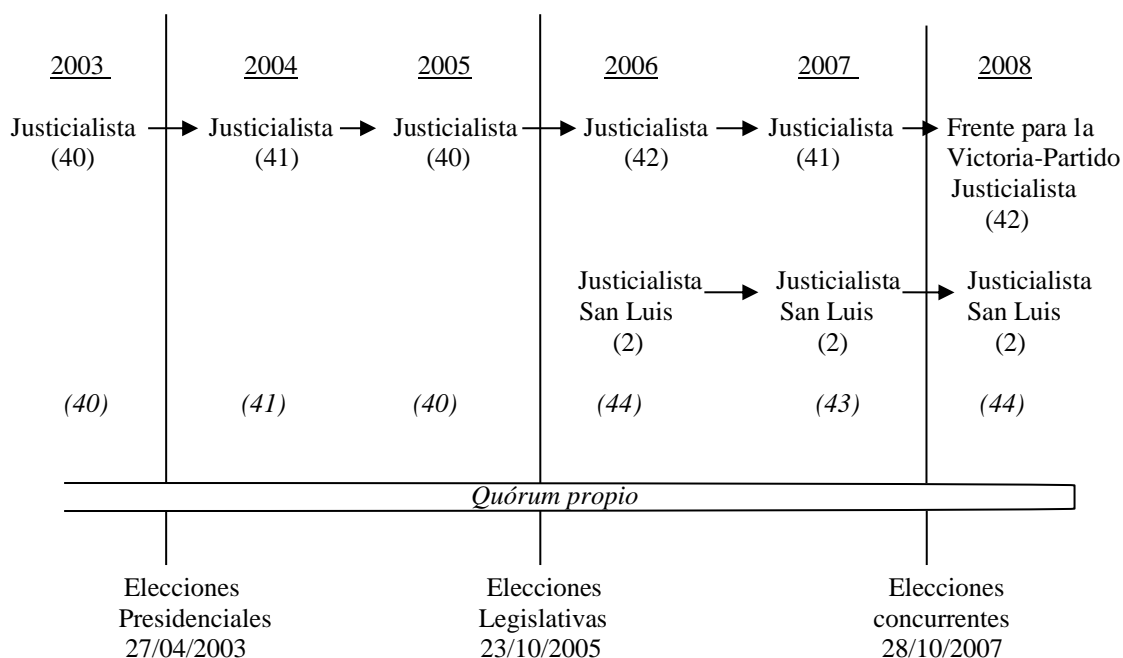 2003 2004 2005 2006 2007 2008
Justicialista Justicialista Justicialista Justicialista Justicialista Frente para la
(40) (41) (40) (42) (41) Victoria-Partido
Justicialista
(42)
Justicialista Justicialista Justicialista
San Luis San Luis San Luis
(2) (2) (2)
(40) (41) (40) (44) (43) (44)
Quórum propio
Elecciones Elecciones Elecciones
Presidenciales Legislativas concurrentes
27/04/2003 23/10/2005 28/10/2007